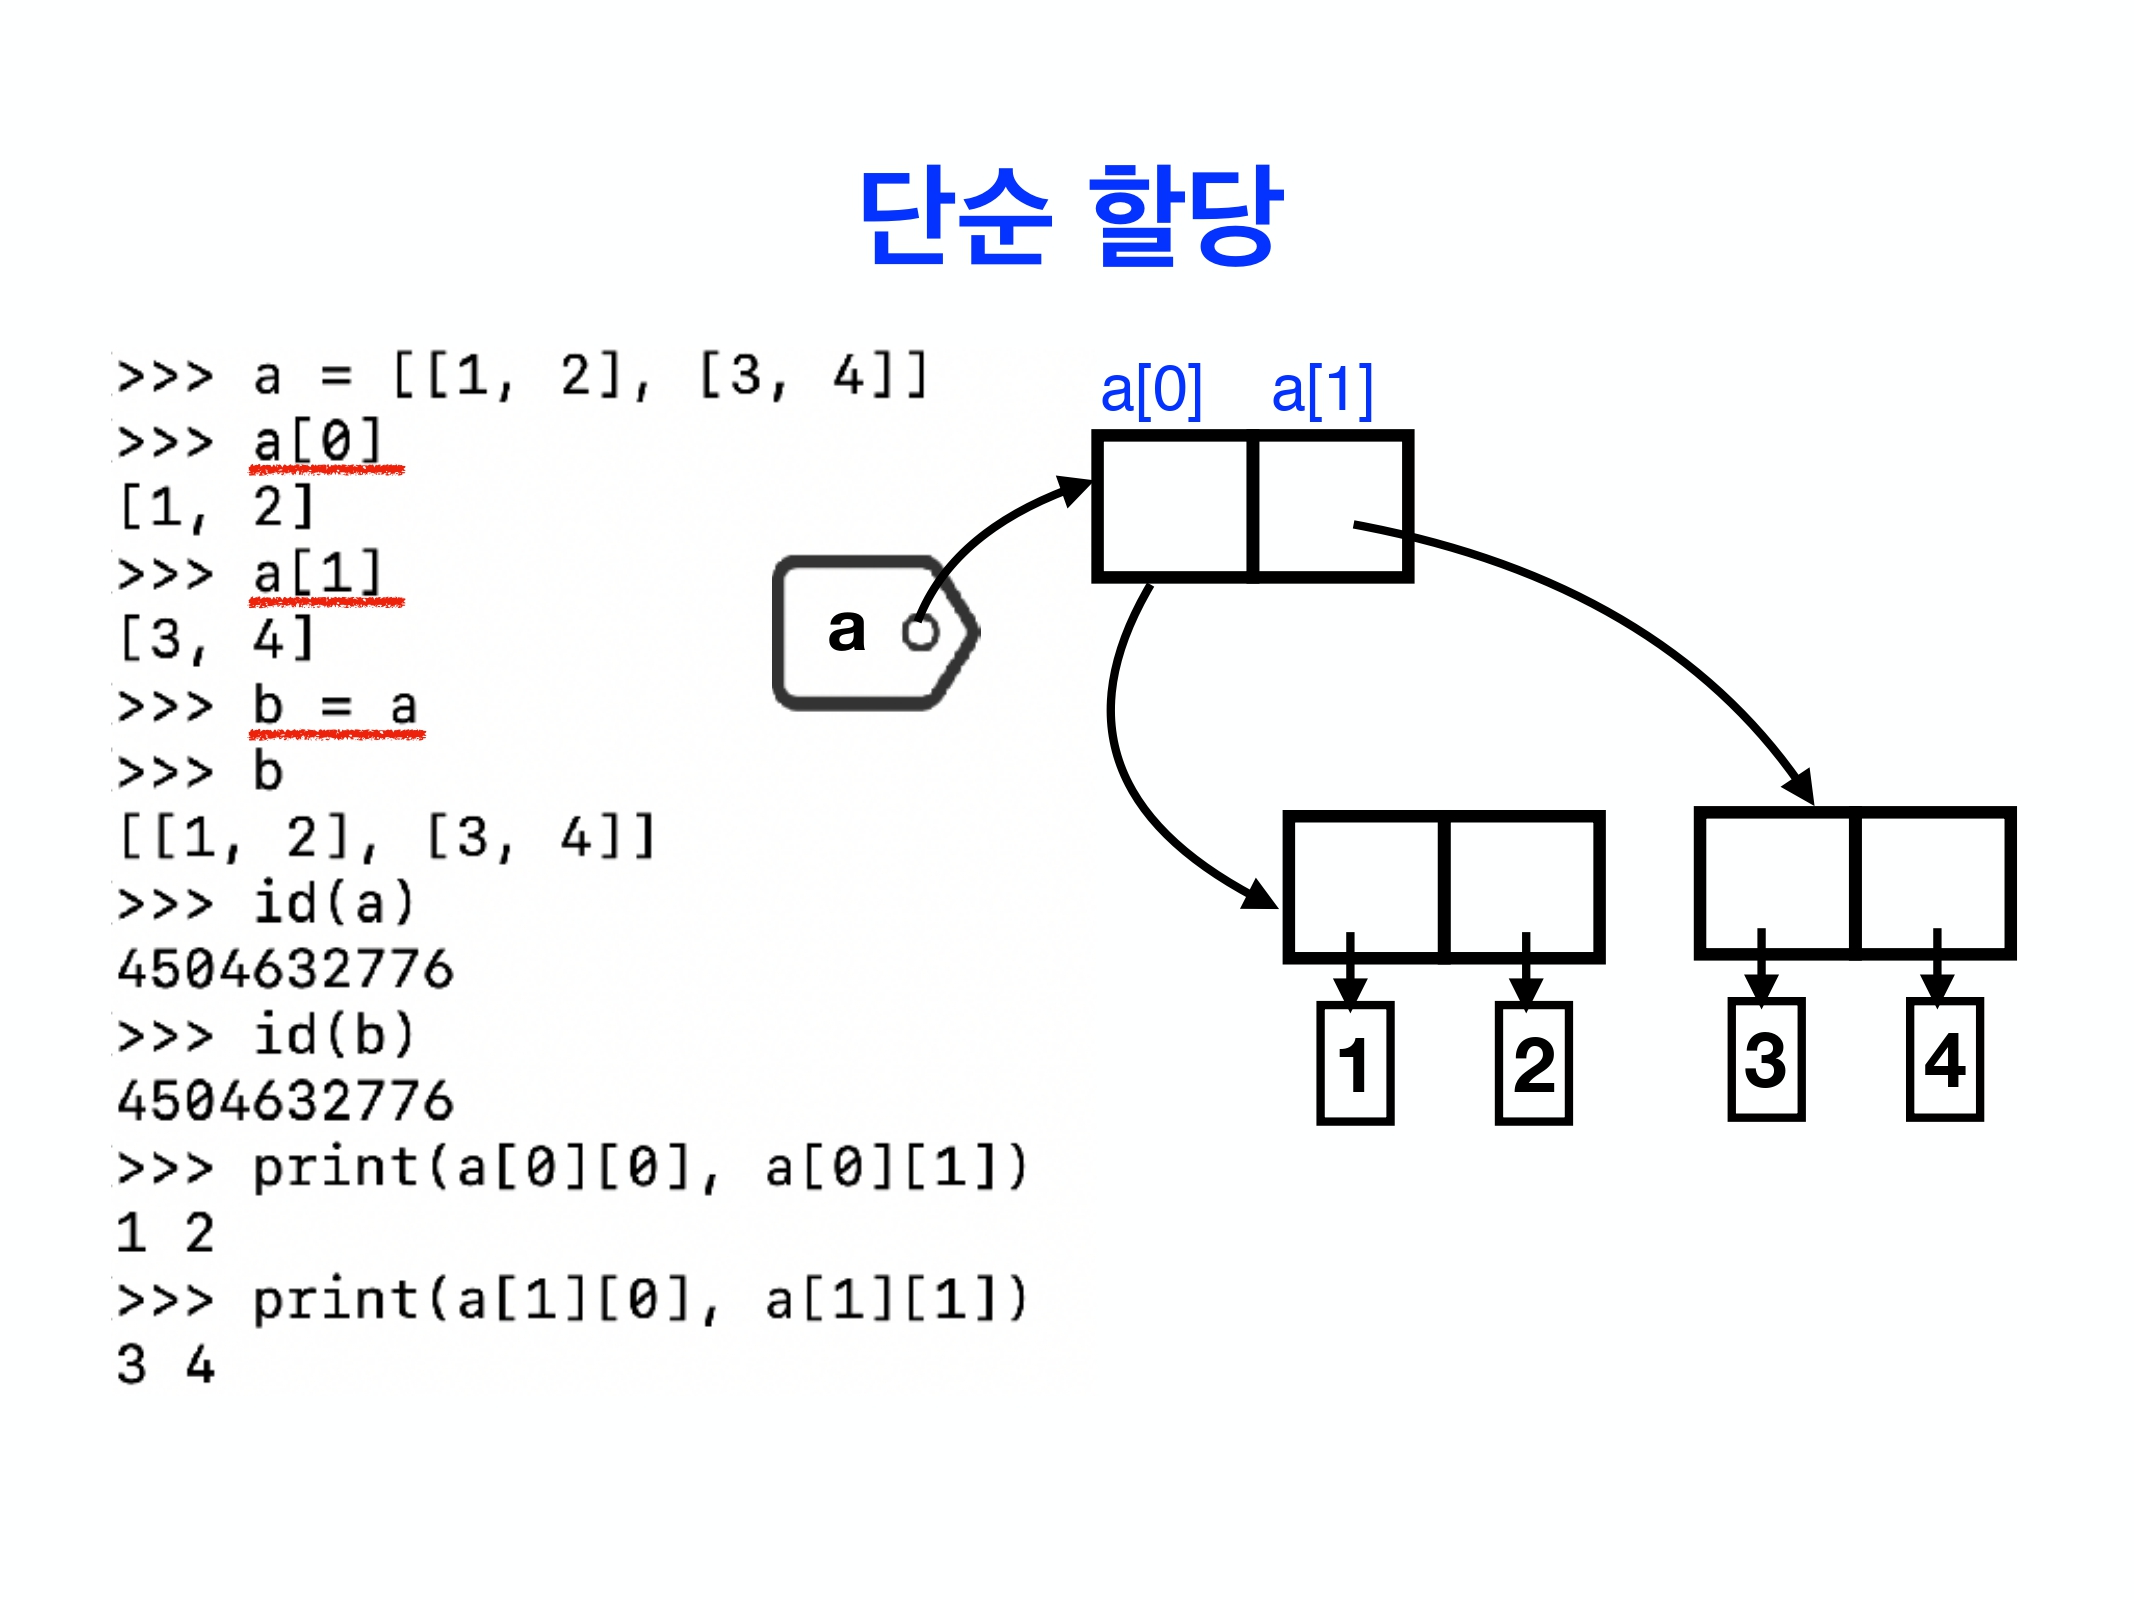 단순 할당
>>> a = [[1, 2], [3, 4]]
>>> a[0]
[1, 2]
>>> a[1]
[3, 4]
>>> b = a
>>> b
[[1, 2], [3, 4]]
>>> id(a)
4504632776
>>> id(b)
4504632776
>>> print(a[0][0], a[0][1])
1 2
>>> print(a[1][0], a[1][1])
3 4
a[0] a[1]
a
1 2 3 4